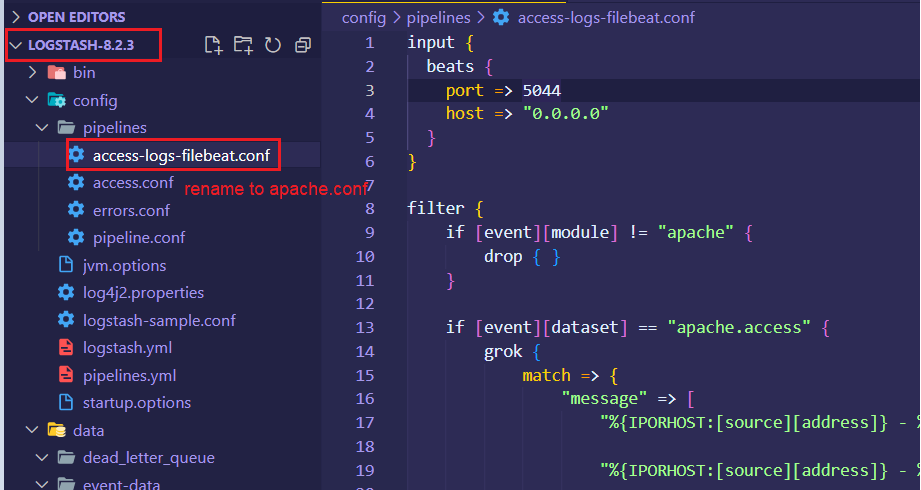 OPEN EDITORS
LOGSTASH-8.2.3
bin
config
pipelines
access-logs-filebeat.conf
access.conf
rename to apache.conf
errors.conf
pipeline.conf
jvm.options
log4j2.properties
logstash-sample.conf
logstash.yml
pipelines.yml
startup.options
data
dead_letter_queue
event-data
config > pipelines > access-logs-filebeat.conf
1 input {
2 beats {
3 port => 5044
4 host => "0.0.0.0"
5 }
6 }
7
8 filter {
9 if [event][module] != "apache" {
10 drop { }
11 }
12
13 if [event][dataset] == "apache.access" {
14 grok {
15 match => {
16 "message" => [
17 "%{IPORHOST:[source][address]} - %
18
19 "%{IPORHOST:[source][address]} - %